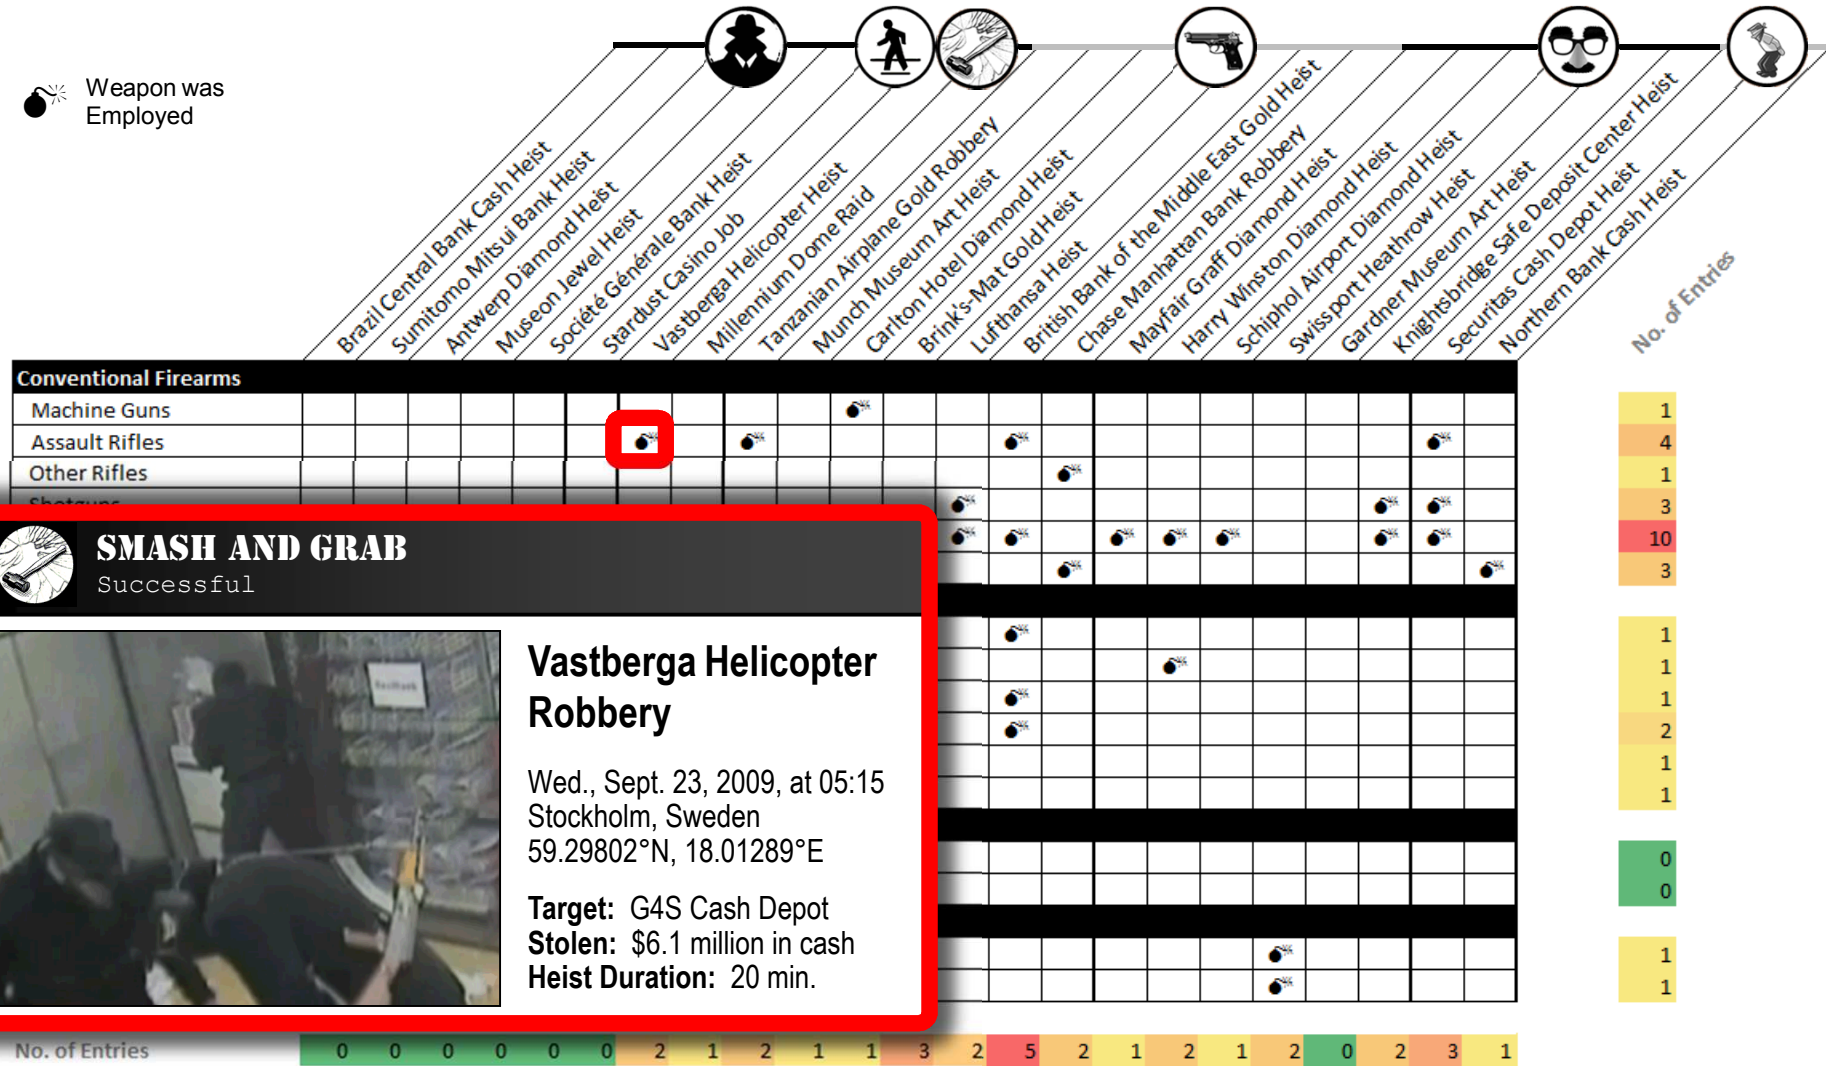 Weapon was
Employed
Brazil Central Bank Cash Heist
Sumitomo Mitsui Bank Heist
Antwerp Diamond Heist
Museon Jewel Heist
Société Générale Bank Heist
Stardust Casino Job
Vastberga Helicopter Heist
Millennium Dome Raid
Tanzanian Airplane Gold Robbery
Munch Museum Art Heist
Carlton Hotel Diamond Heist
Brink's-Mat Gold Heist
Lufthansa Heist
British Bank of the Middle East Gold Heist
Chase Manhattan Bank Robbery
Mayfair Graff Diamond Heist
Harry Winston Diamond Heist
Schiphol Airport Diamond Heist
Swissport Heathrow Heist
Gardner Museum Art Heist
Knightsbridge Safe Deposit Center Heist
Securitas Cash Depot Heist
Northern Bank Cash Heist
No. of Entries
Conventional Firearms
Machine Guns 1
Assault Rifles 4
Other Rifles 1
Shotguns 3
10
3
SMASH AND GRAB
Successful
Vastberga Helicopter
Robbery
Wed., Sept. 23, 2009, at 05:15
Stockholm, Sweden
59.29802°N, 18.01289°E
Target: G4S Cash Depot
Stolen: $6.1 million in cash
Heist Duration: 20 min.
1
1
1
2
1
1
0
0
1
1
No. of Entries 0 0 0 0 0 0 2 1 2 1 1 3 2 5 2 1 2 1 2 0 2 3 1